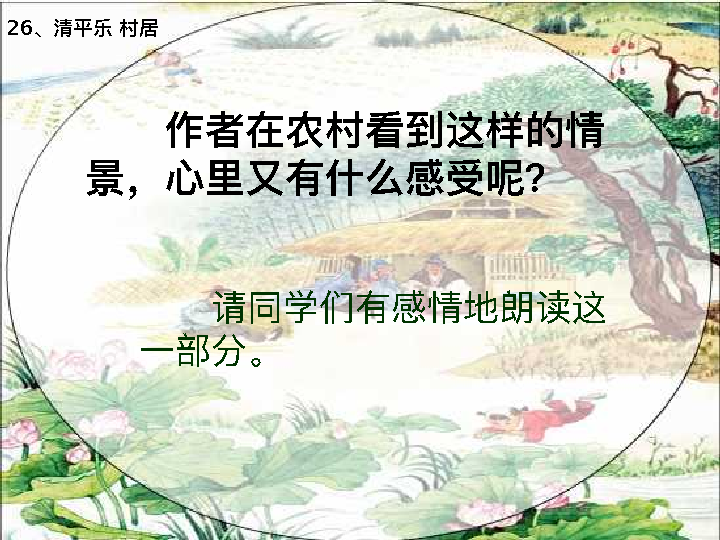 26、清平乐 村居
作者在农村看到这样的情
景，心里又有什么感受呢?
请同学们有感情地朗读这
一部分。